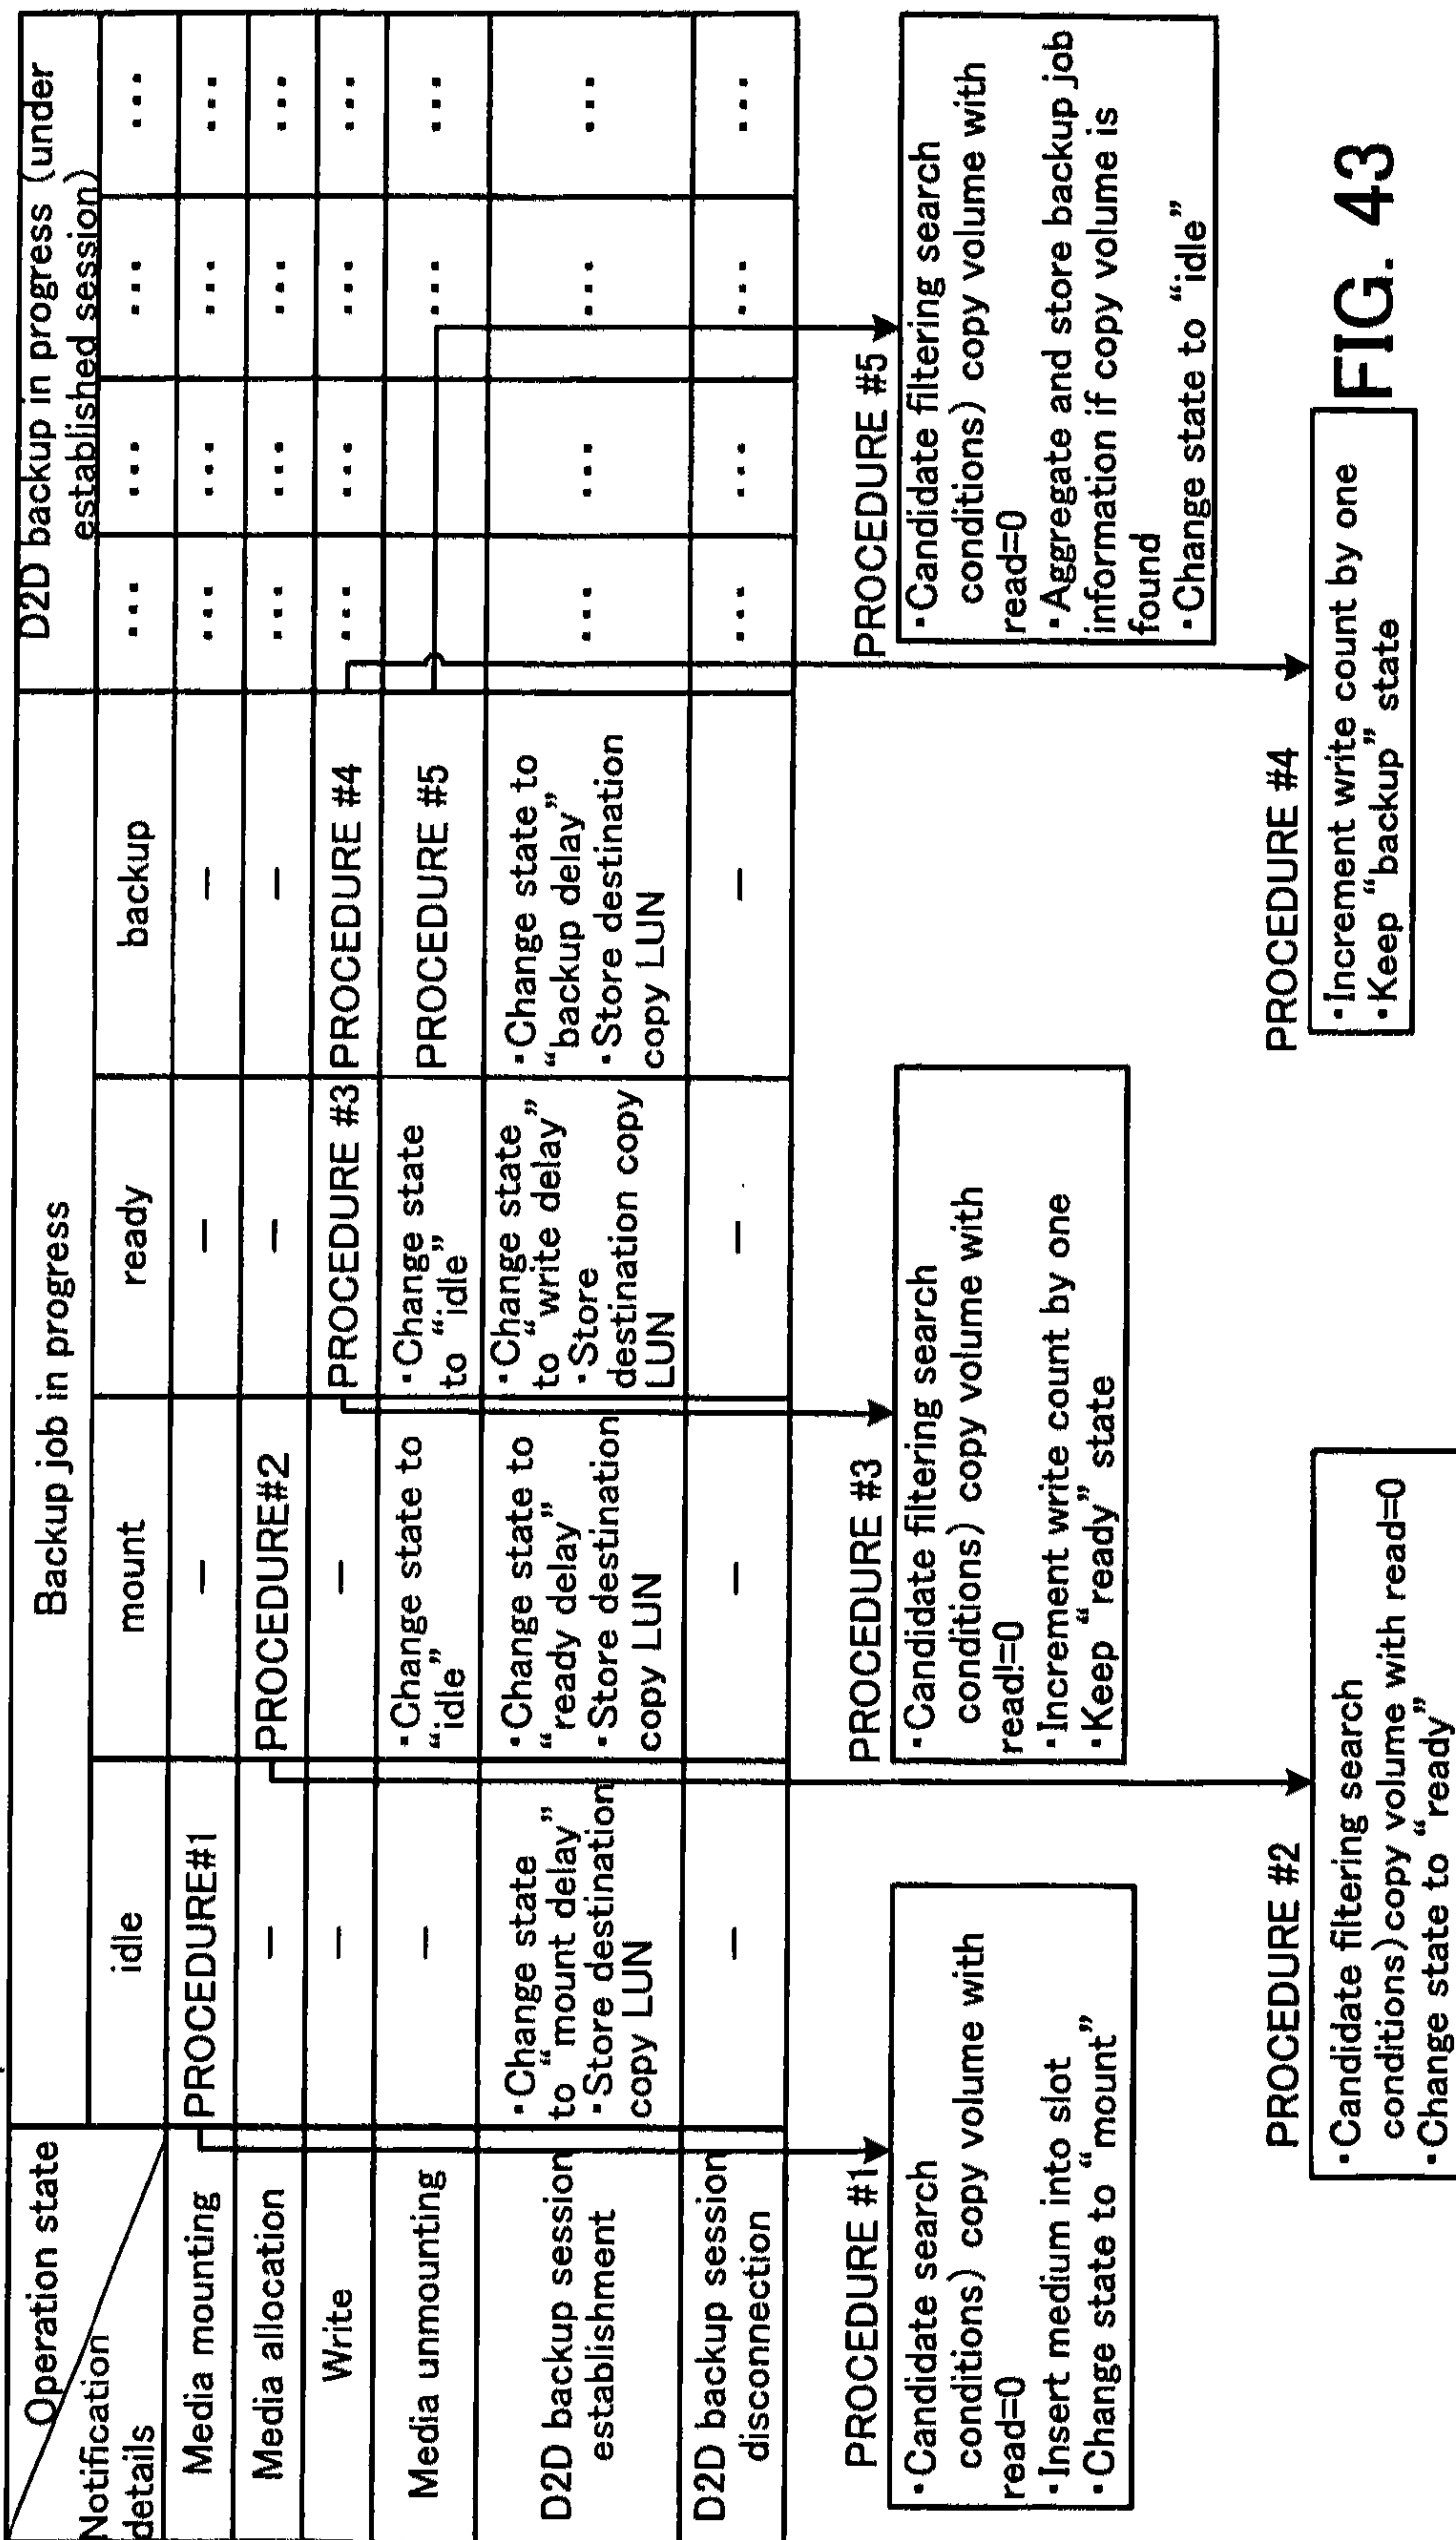 Operation state
Notification
details
Backup job in progress
D2D backup in progress (under
established session)
idle
mount
ready
backup
...
...
...
...
Media mounting
PROCEDURE#1
—
—
—
...
...
...
...
Media allocation
—
PROCEDURE#2
—
—
...
...
...
...
Write
—
—
PROCEDURE #3
PROCEDURE #4
...
...
...
...
Media unmounting
—
·Change state to
“idle”
·Change state
to “idle”
PROCEDURE #5
...
...
D2D backup session
establishment
·Change state
to “mount delay”
·Store destination
copy LUN
·Change state to
“ready delay”
·Store destination
copy LUN
·Change state
to “write delay”
·Store
destination copy
LUN
·Change state to
“backup delay”
·Store destination
copy LUN
...
...
...
...
D2D backup session
disconnection
—
—
—
—
...
...
...
...
PROCEDURE #1
·Candidate search
conditions) copy volume with
read=0
·Insert medium into slot
·Change state to “mount”
PROCEDURE #3
·Candidate filtering search
conditions) copy volume with
read!=0
·Increment write count by one
·Keep “ready” state
PROCEDURE #5
·Candidate filtering search
conditions) copy volume with
read=0
·Aggregate and store backup job
information if copy volume is
found
·Change state to “idle”
PROCEDURE #2
·Candidate filtering search
conditions)copy volume with read=0
·Change state to “ready”
PROCEDURE #4
·Increment write count by one
·Keep “backup” state
FIG. 43